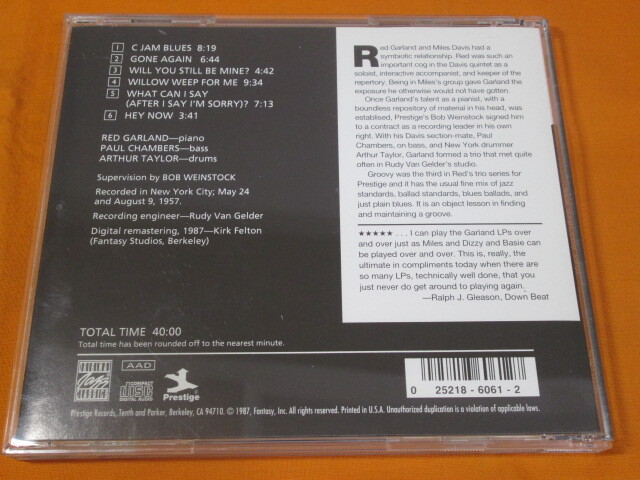 1 C JAM BLUES 8:19
2 GONE AGAIN 6:44
3 WILL YOU STILL BE MINE? 4:42
4 WILLOW WEEP FOR ME 9:34
5 WHAT CAN I SAY
(AFTER I SAY I'M SORRY)? 7:13
6 HEY NOW 3:41
RED GARLAND—piano
PAUL CHAMBERS—bass
ARTHUR TAYLOR—drums
Supervision by BOB WEINSTOCK
Recorded in New York City; May 24
and August 9, 1957.
Recording engineer—Rudy Van Gelder
Digital remastering, 1987—Kirk Felton
(Fantasy Studios, Berkeley)
TOTAL TIME 40:00
Total time has been rounded off to the nearest minute.
Red Garland and Miles Davis had a
symbiotic relationship. Red was such an
important cog in the Davis quintet as a
soloist, interactive accompanist, and keeper of the
repertory. Being in Miles's group gave Garland the
exposure he otherwise would not have gotten.
Once Garland's talent as a pianist, with a
boundless repository of material in his head, was
establised, Prestige's Bob Weinstock signed him
to a contract as a recording leader in his own
right. With his Davis section-mate, Paul
Chambers, on bass, and New York drummer
Arthur Taylor, Garland formed a trio that met quite
often in Rudy Van Gelder's studio.
Groovy was the third in Red's trio series for
Prestige and it has the usual fine mix of jazz
standards, ballad standards, blues ballads, and
just plain blues. It is an object lesson in finding
and maintaining a groove.
★★★★★ . . . I can play the Garland LPs over
and over just as Miles and Dizzy and Basie can
be played over and over. This is, really, the
ultimate in compliments today when there are
so many LPs, technically well done, that you
just never do get around to playing again.
—Ralph J. Gleason, Down Beat
ORIGINAL
Jazz
CLASSICS
AAD
COMPACT
disc
DIGITAL AUDIO
Prestige
0 25218-6061-2
Prestige Records, Tenth and Parker, Berkeley, CA 94710. © 1987, Fantasy, Inc. All rights reserved. Printed in U.S.A. Unauthorized duplication is a violation of applicable laws.